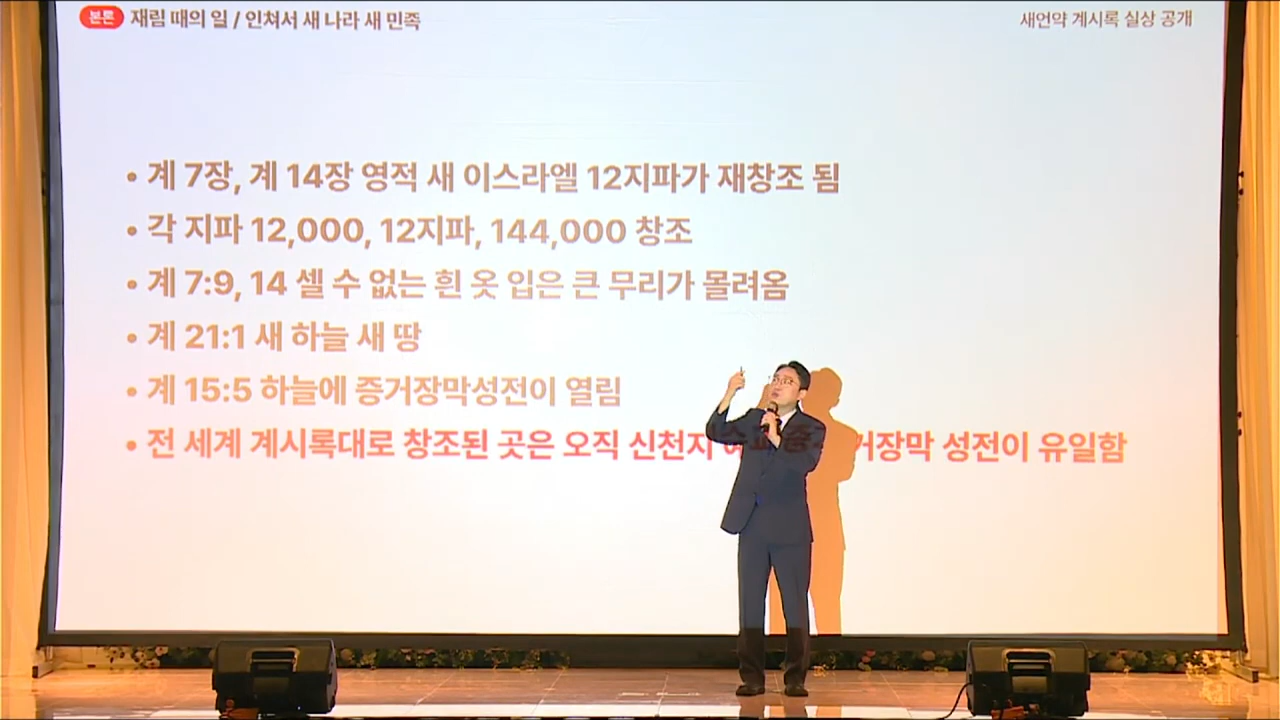 본론 재림 때의 일 / 인쳐서 새 나라 새 민족
새언약 계시록 실상 공개
• 계 7장, 계 14장 영적 새 이스라엘 12지파가 재창조 됨
• 각 지파 12,000, 12지파, 144,000 창조
• 계 7:9, 14 셀 수 없는 흰 옷 입은 큰 무리가 몰려옴
• 계 21:1 새 하늘 새 땅
• 계 15:5 하늘에 증거장막성전이 열림
• 전 세계 계시록대로 창조된 곳은 오직 신천지 거장막 성전이 유일함